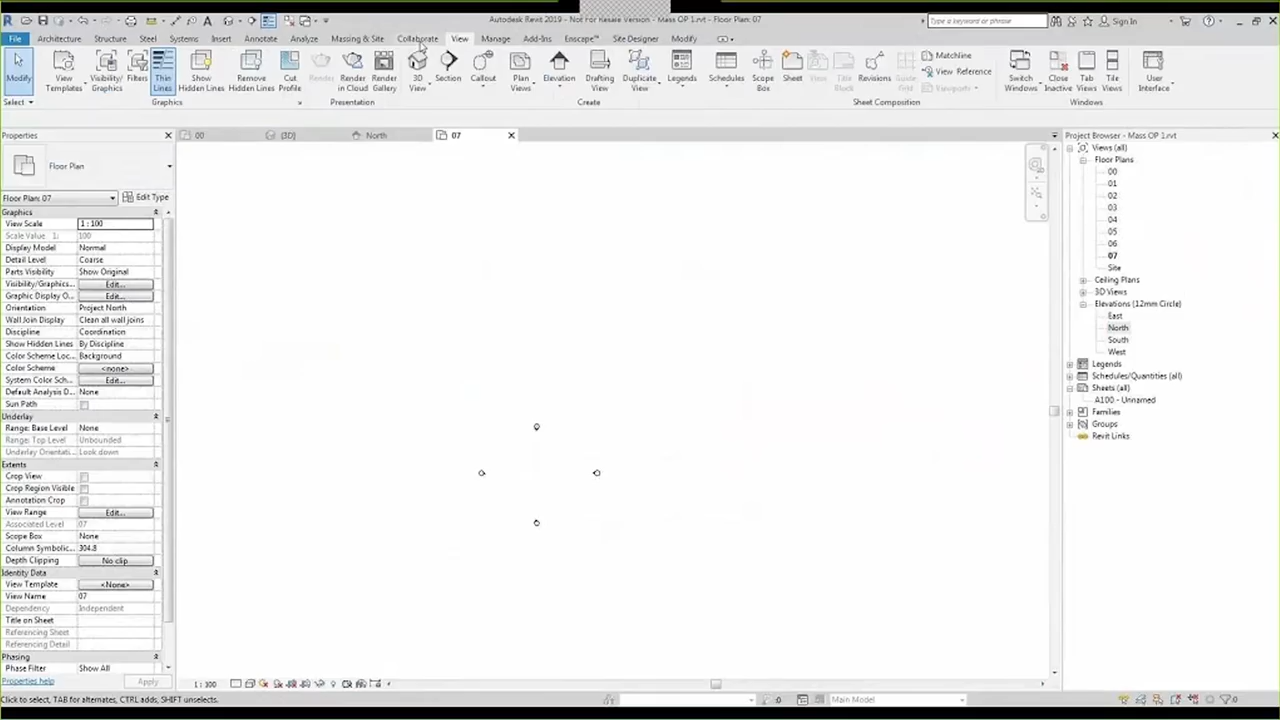 Autodesk Revit 2019 - Not For Resale Version - Mass OP 1.rvt - Floor Plan: 07
Type a keyword or phrase
Sign In
File Architecture Structure Steel Systems Insert Annotate Analyze Massing & Site Collaborate View Manage Add-Ins Enscape™ Site Designer Modify
Modify
View Templates
Visibility/ Graphics
Filters
Thin Lines
Show Hidden Lines
Remove Hidden Lines
Cut Profile
Render
Render in Cloud
Render Gallery
3D View
Section
Callout
Plan Views
Elevation
Drafting View
Duplicate View
Legends
Schedules
Scope Box
Sheet
View
Title Block
Revisions
Guide Grid
Matchline
View Reference
Viewports
Switch Windows
Close Inactive
Tab Views
Tile Views
User Interface
Select Graphics Presentation Create Sheet Composition Windows
Properties
00 {3D} North 07
Project Browser - Mass OP 1.rvt
Floor Plan
Floor Plan: 07 Edit Type
Graphics
View Scale 1 : 100
Scale Value 1: 100
Display Model Normal
Detail Level Coarse
Parts Visibility Show Original
Visibility/Graphics... Edit...
Graphic Display O... Edit...
Orientation Project North
Wall Join Display Clean all wall joins
Discipline Coordination
Show Hidden Lines By Discipline
Color Scheme Loc... Background
Color Scheme <none>
System Color Sch... Edit...
Default Analysis D... None
Sun Path
Underlay
Range: Base Level None
Range: Top Level Unbounded
Underlay Orientati... Look down
Extents
Crop View
Crop Region Visible
Annotation Crop
View Range Edit...
Associated Level 07
Scope Box None
Column Symbolic... 304.8
Depth Clipping No clip
Identity Data
View Template <None>
View Name 07
Dependency Independent
Title on Sheet
Referencing Sheet
Referencing Detail
Phasing
Phase Filter Show All
Properties help Apply
Views (all)
Floor Plans
00
01
02
03
04
05
06
07
Site
Ceiling Plans
3D Views
Elevations (12mm Circle)
East
North
South
West
Legends
Schedules/Quantities (all)
Sheets (all)
A100 - Unnamed
Families
Groups
Revit Links
1 : 100
Click to select, TAB for alternates, CTRL adds, SHIFT unselects.
:0
Main Model
:0